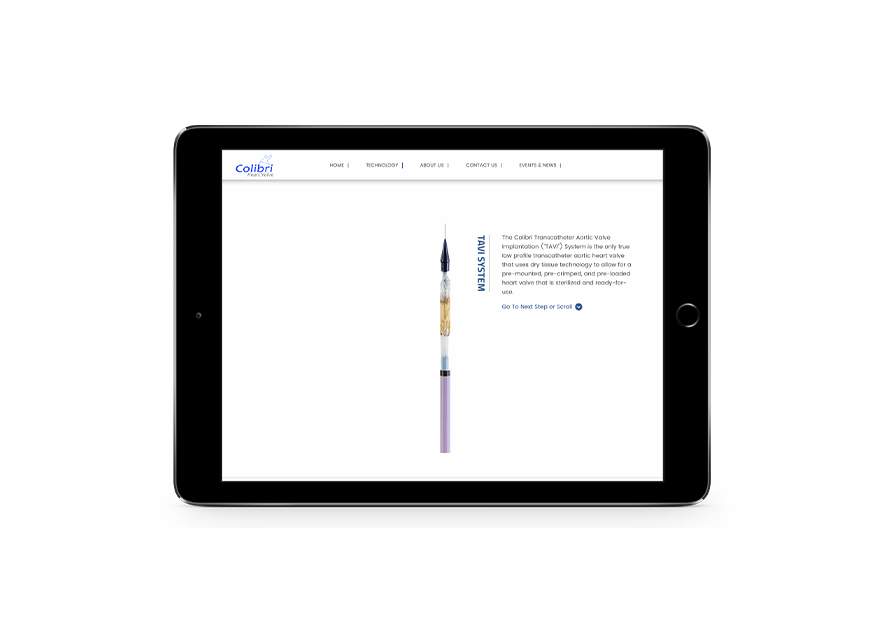 Colibri
Heart Valve
HOME |
TECHNOLOGY |
ABOUT US |
CONTACT US |
EVENTS & NEWS |
TAVI SYSTEM
The Colibri Transcatheter Aortic Valve
Implantation ("TAVI") System is the only true
low profile transcatheter aortic heart valve
that uses dry tissue technology to allow for a
pre-mounted, pre-crimped, and pre-loaded
heart valve that is sterilized and ready-for-
use.
Go To Next Step or Scroll